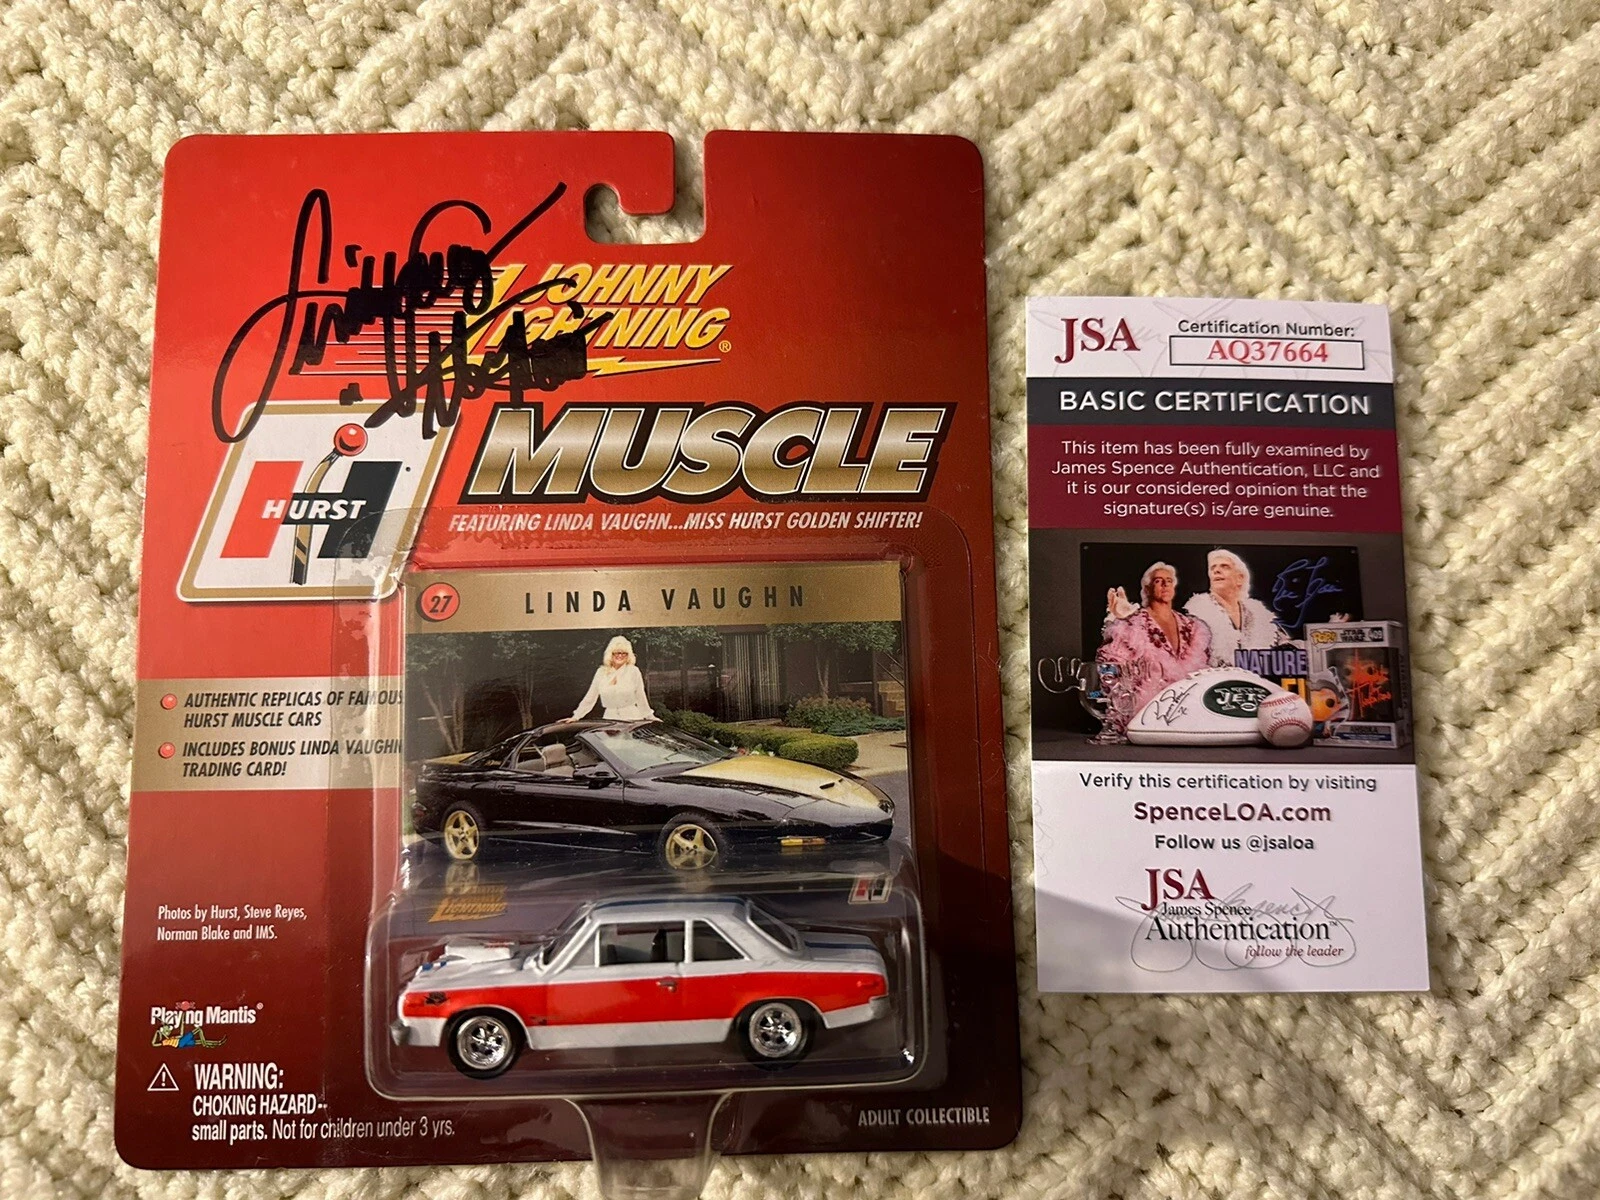 JOHNNY
LIGHTNING®
HURST
MUSCLE
FEATURING LINDA VAUGHN...MISS HURST GOLDEN SHIFTER!
27
LINDA VAUGHN
AUTHENTIC REPLICAS OF FAMOUS
HURST MUSCLE CARS
INCLUDES BONUS LINDA VAUGHN
TRADING CARD!
Photos by Hurst, Steve Reyes,
Norman Blake and IMS.
Playing Mantis®
WARNING:
CHOKING HAZARD--
small parts. Not for children under 3 yrs.
ADULT COLLECTIBLE
JSA
Certification Number:
AQ37664
BASIC CERTIFICATION
This item has been fully examined by
James Spence Authentication, LLC and
it is our considered opinion that the
signature(s) is/are genuine.
NATURE
JETS
Verify this certification by visiting
SpenceLOA.com
Follow us @jsaloa
JSA
James Spence
Authentication™
follow the leader